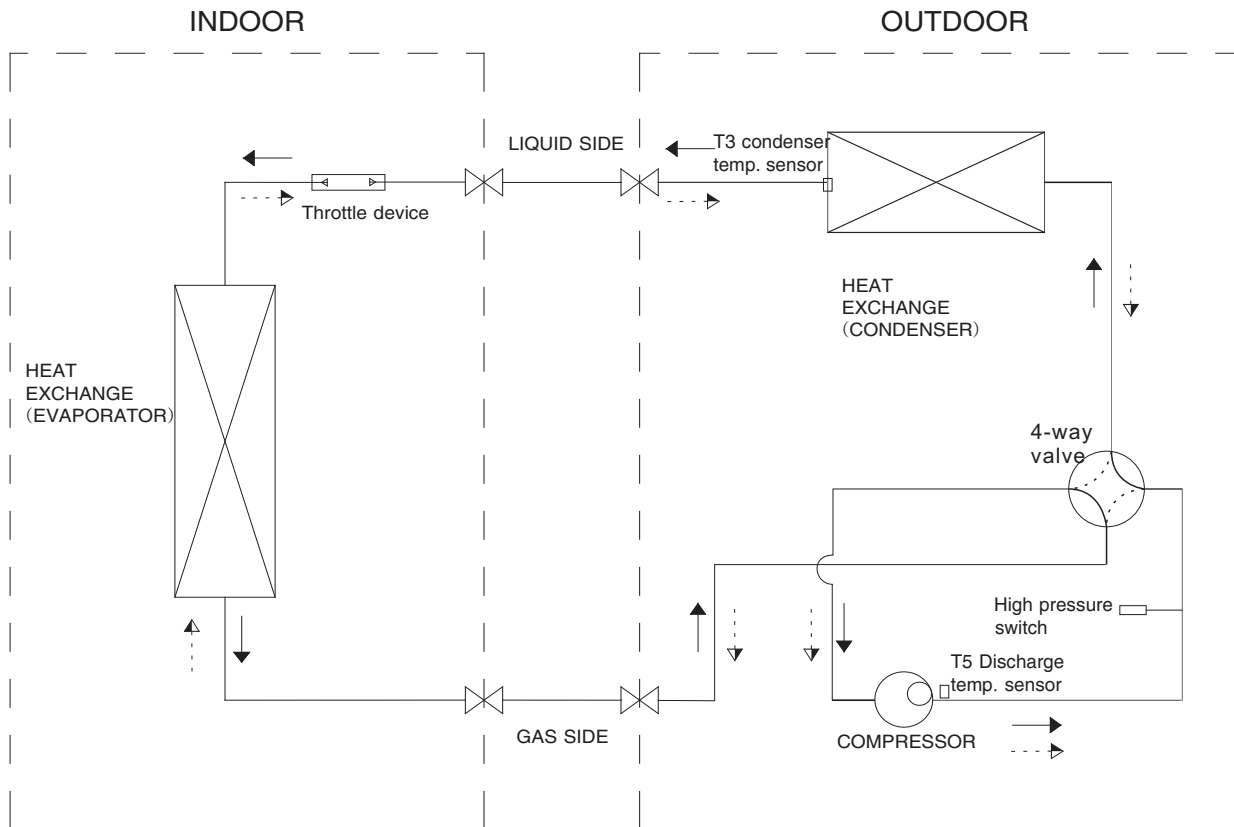 INDOOR
OUTDOOR
LIQUID SIDE
T3 condenser
temp. sensor
Throttle device
HEAT
EXCHANGE
(CONDENSER)
HEAT
EXCHANGE
(EVAPORATOR)
4-way
valve
High pressure
switch
T5 Discharge
temp. sensor
GAS SIDE
COMPRESSOR